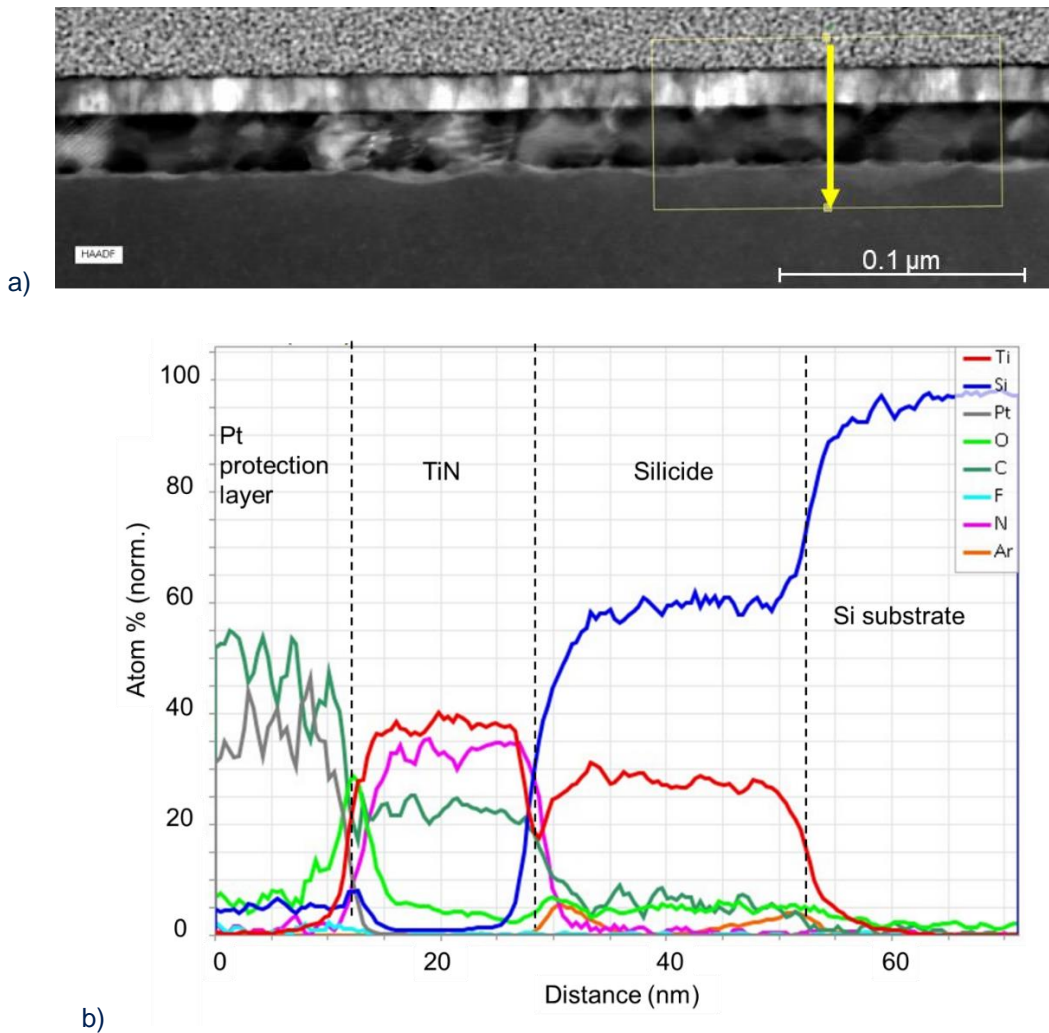 HAADF
0.1 µm
a)
100
80
60
40
20
0
Atom % (norm.)
Pt
protection
layer
TiN
Silicide
Si substrate
Ti
Si
Pt
O
C
F
N
Ar
0
20
40
60
Distance (nm)
b)